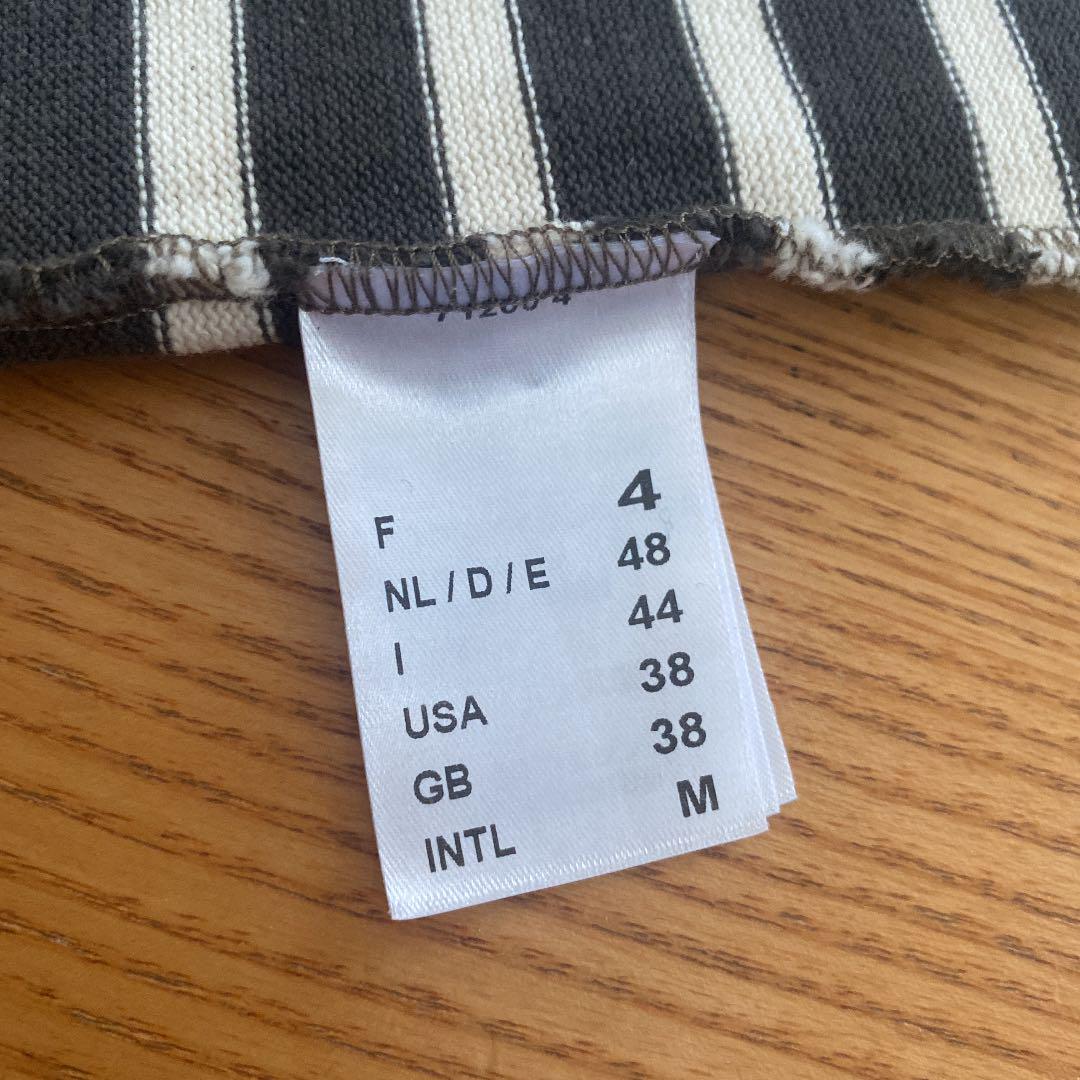 F 4
NL / D / E 48
I 44
USA 38
GB 38
INTL M